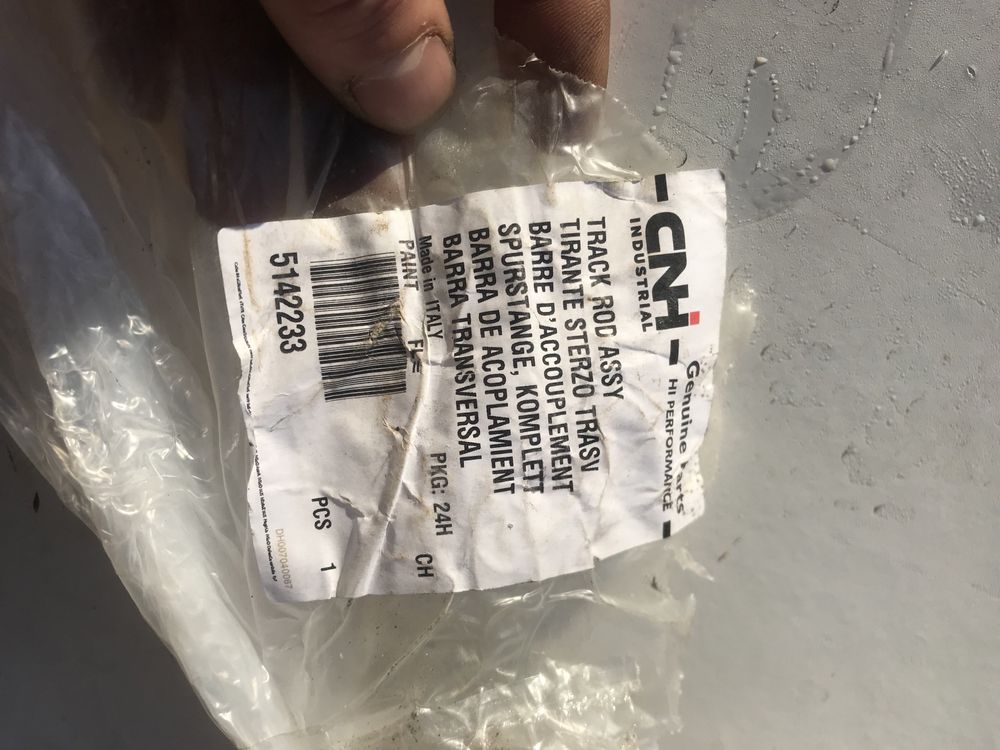 CNH
INDUSTRIAL
Genuine Parts
HI PERFORMANCE
TRACK ROD ASSY
TIRANTE STERZO TRASV
BARRE D'ACCOUPLEMENT
SPURSTANGE, KOMPLETT
BARRA DE ACOPLAMIENT
BARRA TRANSVERSAL
Made in ITALY
PKG: 24H
CH
PAINT
5142233
PCS 1
DH007040087